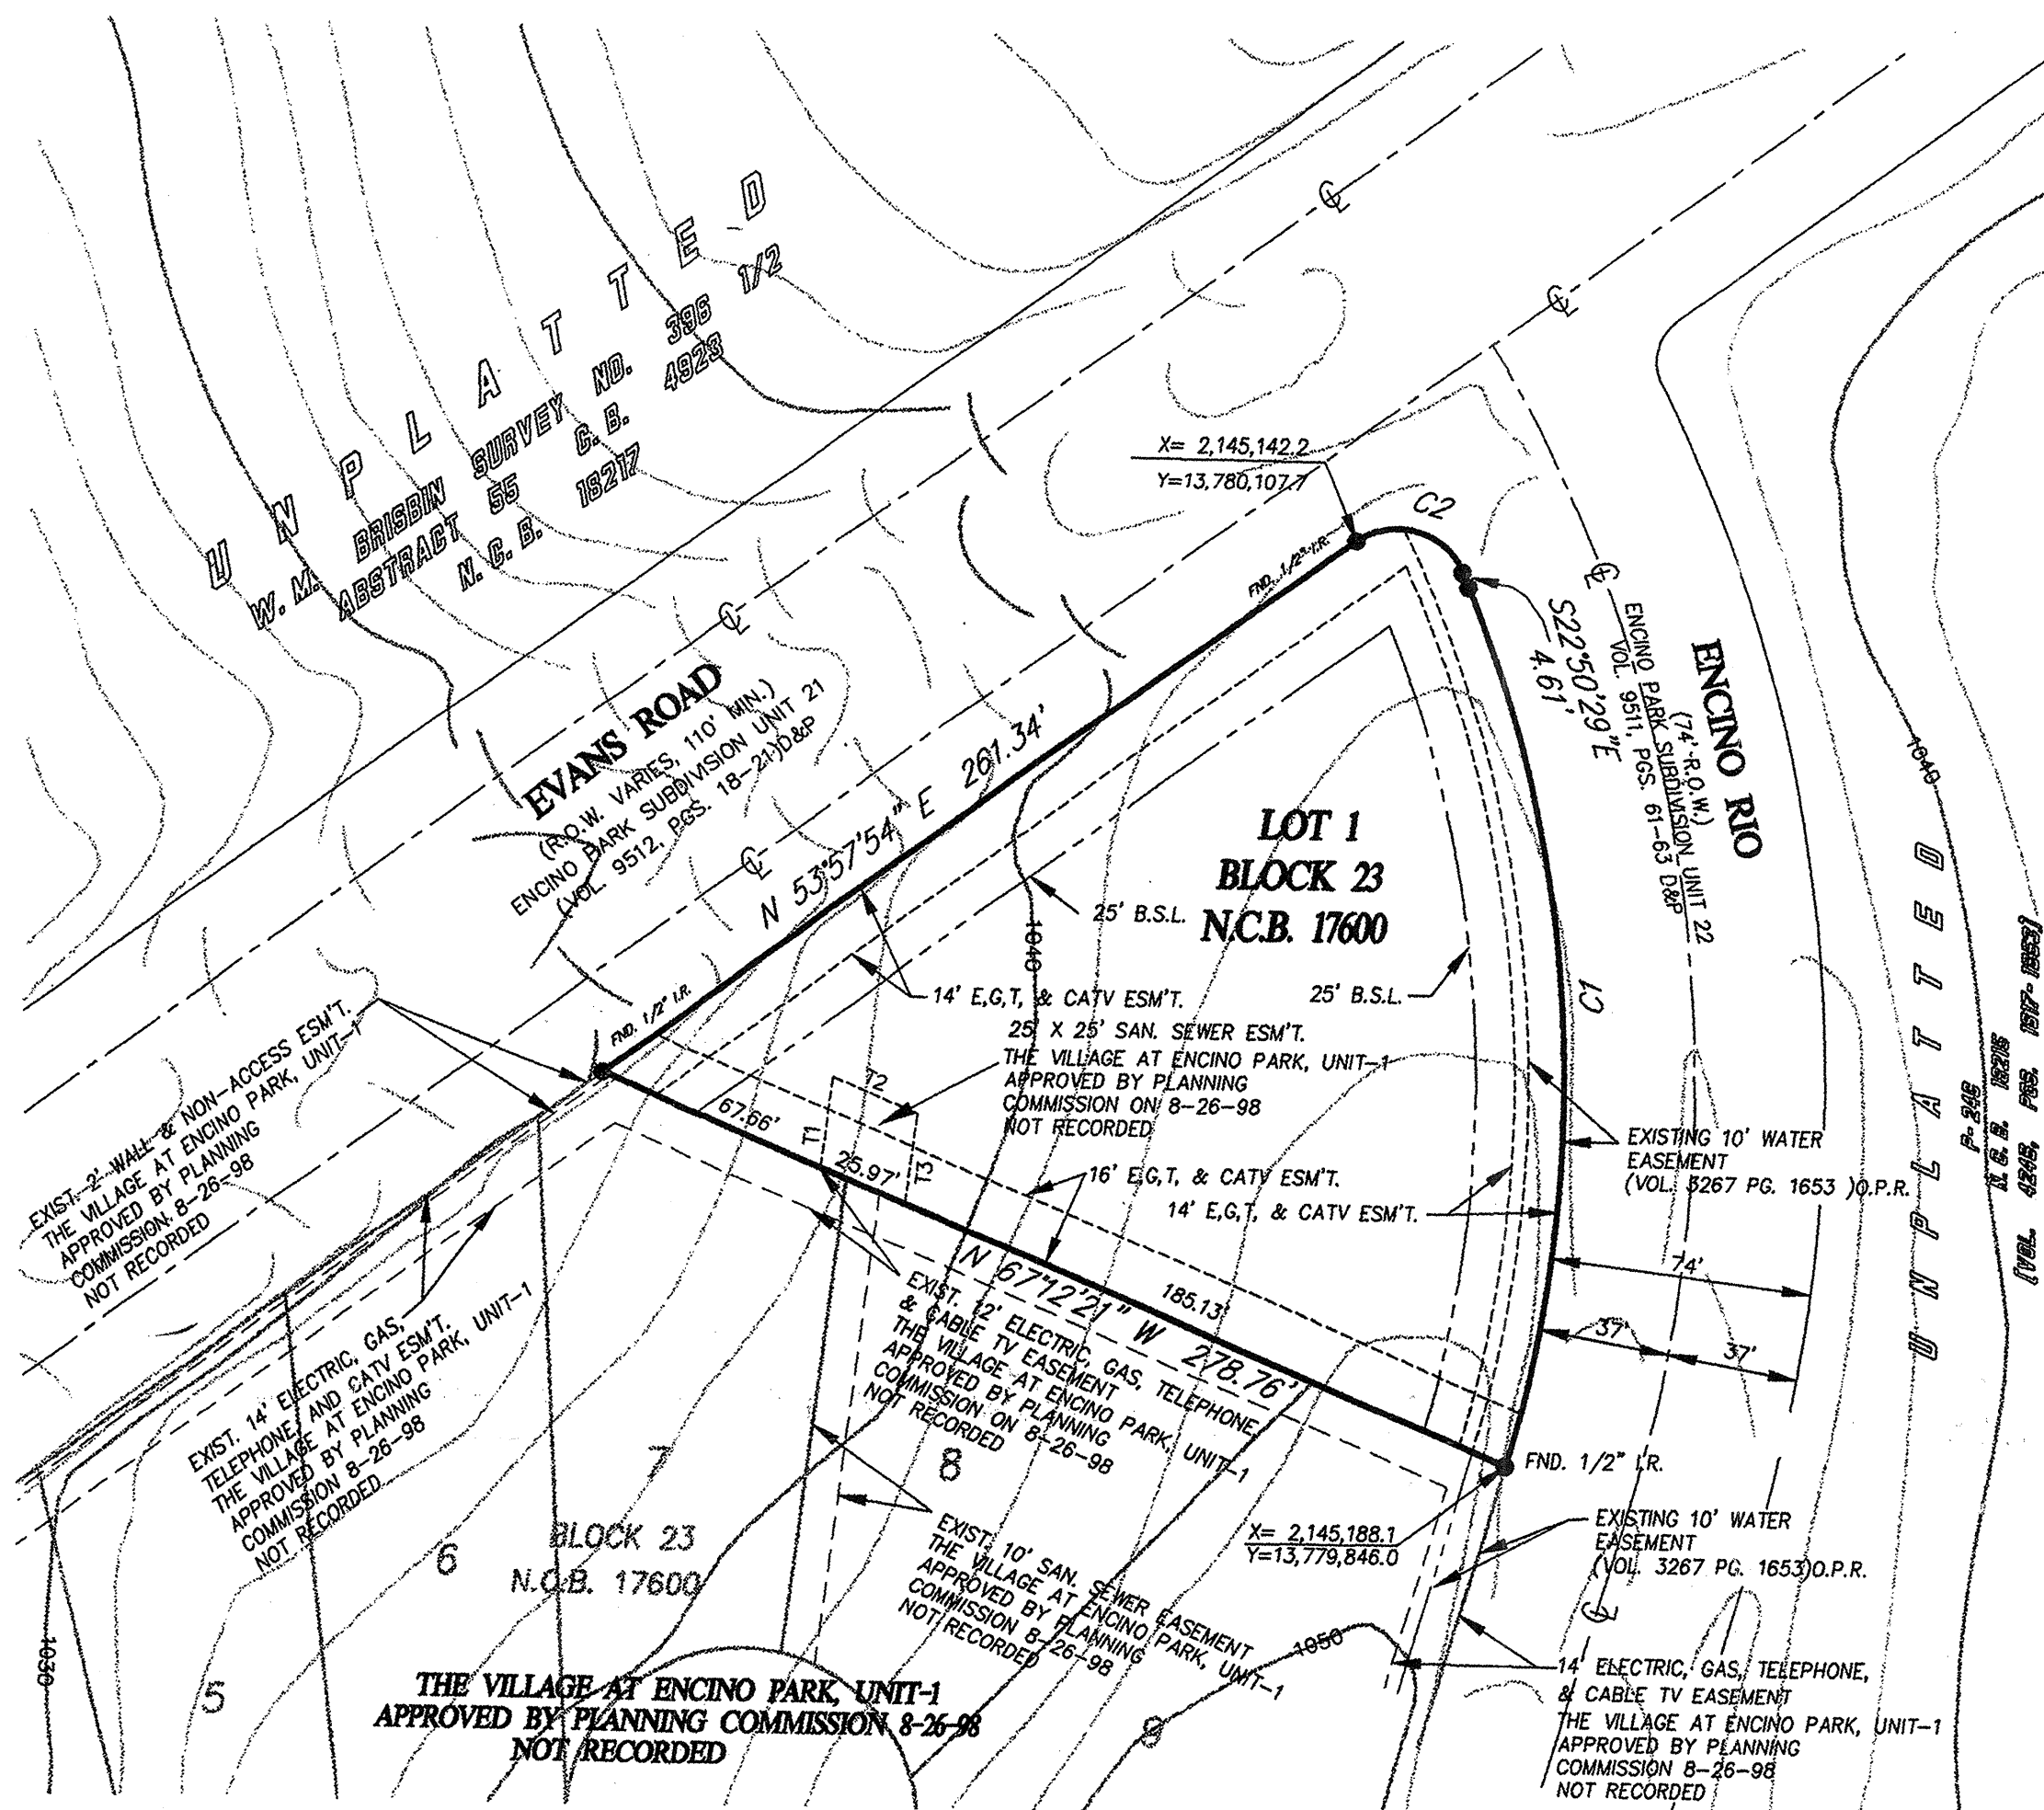 U N P L A T T E D
W.M. BRISBIN SURVEY NO. 396 1/2
ABSTRACT 55 C.B. 4923
N.C.B. 18217
℄
℄
X= 2,145,142.2
Y=13,780,107.7
C2
FND. 1/2" I.R.
℄
℄
S22°50'29"E
4.61'
ENCINO RIO
(74'-R.O.W.)
ENCINO PARK SUBDIVISION UNIT 22
VOL. 9511, PGS. 61-63 D&P
1040
EVANS ROAD
(R.O.W. VARIES, 110' MIN.)
ENCINO PARK SUBDIVISION UNIT 21
(VOL. 9512, PGS. 18-21)D&P
℄
N 53°57'54" E 261.34'
LOT 1
BLOCK 23
N.C.B. 17600
25' B.S.L.
1040
14' E,G,T, & CATV ESM'T.
25' B.S.L.
C1
25' X 25' SAN. SEWER ESM'T.
THE VILLAGE AT ENCINO PARK, UNIT-1
APPROVED BY PLANNING
COMMISSION ON 8-26-98
NOT RECORDED
FND. 1/2" I.R.
EXIST. 2' WALL & NON-ACCESS ESM'T.
THE VILLAGE AT ENCINO PARK, UNIT-1
APPROVED BY PLANNING
COMMISSION 8-26-98
NOT RECORDED
67.66'
T1
T2
T3
25.97'
16' E,G,T, & CATV ESM'T.
14' E,G,T, & CATV ESM'T.
EXISTING 10' WATER
EASEMENT
(VOL. 3267 PG. 1653 )O.P.R.
U N P L A T T E D
P-246
N.C.B. 18216
74'
37'
37'
N 67°12'21" W 278.76'
185.13'
EXIST. 12' ELECTRIC, GAS, TELEPHONE
& CABLE TV EASEMENT
THE VILLAGE AT ENCINO PARK, UNIT-1
APPROVED BY PLANNING
COMMISSION ON 8-26-98
NOT RECORDED
EXIST. 14' ELECTRIC, GAS,
TELEPHONE, AND CATV ESM'T.
THE VILLAGE AT ENCINO PARK, UNIT-1
APPROVED BY PLANNING
COMMISSION 8-26-98
NOT RECORDED
FND. 1/2" I.R.
X= 2,145,188.1
Y=13,779,846.0
EXISTING 10' WATER
EASEMENT
(VOL. 3267 PG. 1653)O.P.R.
℄
7
8
6
BLOCK 23
N.C.B. 17600
EXIST. 10' SAN. SEWER EASEMENT
THE VILLAGE AT ENCINO PARK, UNIT-1
APPROVED BY PLANNING
COMMISSION 8-26-98
NOT RECORDED
1050
1030
5
9
THE VILLAGE AT ENCINO PARK, UNIT-1
APPROVED BY PLANNING COMMISSION 8-26-98
NOT RECORDED
14' ELECTRIC, GAS, TELEPHONE,
& CABLE TV EASEMENT
THE VILLAGE AT ENCINO PARK, UNIT-1
APPROVED BY PLANNING
COMMISSION 8-26-98
NOT RECORDED